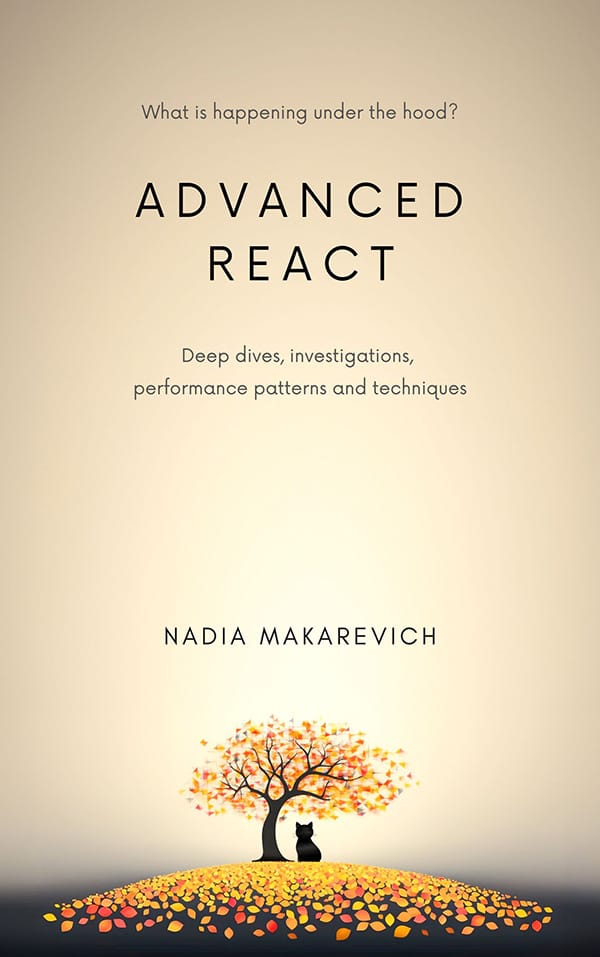 What is happening under the hood?
ADVANCED
REACT
Deep dives, investigations,
performance patterns and techniques
NADIA MAKAREVICH